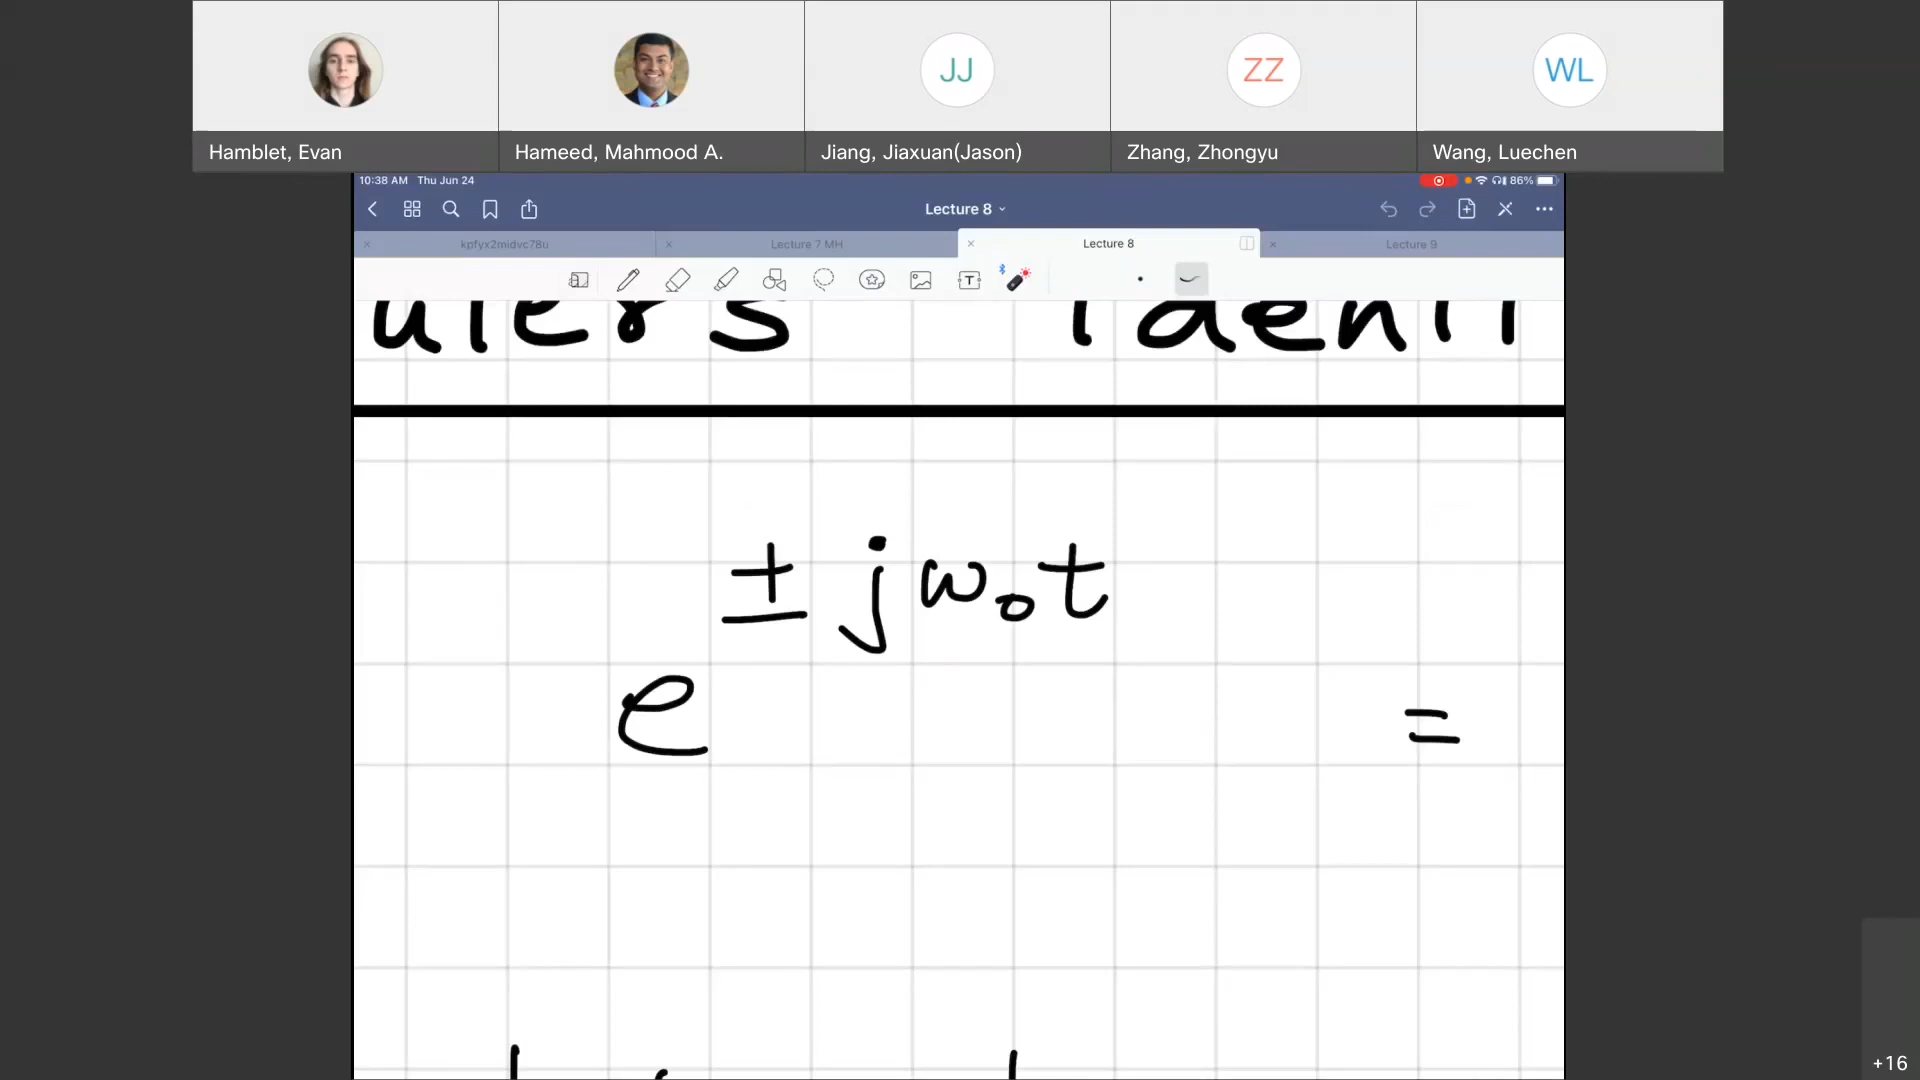 JJ ZZ WL
Hamblet, Evan Hameed, Mahmood A. Jiang, Jiaxuan(Jason) Zhang, Zhongyu Wang, Luechen
10:38 AM Thu Jun 24 86%
Lecture 8
kpfyx2midvc78u Lecture 7 MH Lecture 8 Lecture 9
± jω₀t
e =
+16